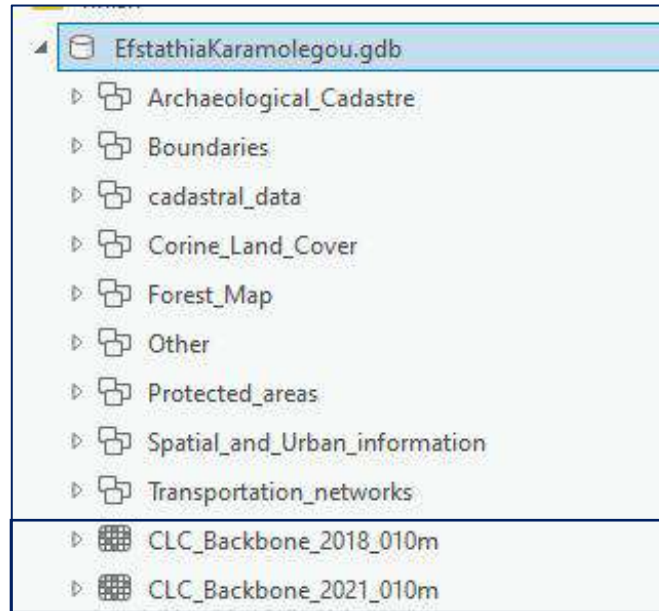 EfstathiaKaramolegou.gdb
Archaeological_Cadastre
Boundaries
cadastral_data
Corine_Land_Cover
Forest_Map
Other
Protected_areas
Spatial_and_Urban_information
Transportation_networks
CLC_Backbone_2018_010m
CLC_Backbone_2021_010m